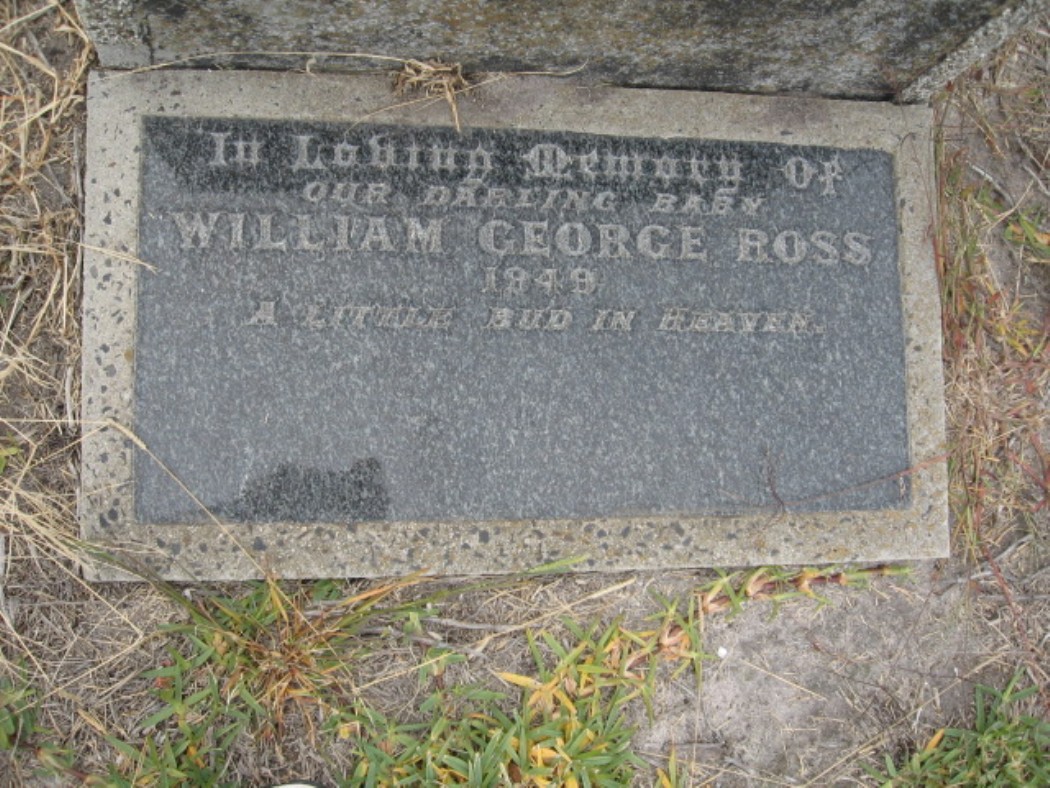 In Loving Memory Of
OUR DARLING BABY
WILLIAM GEORGE ROSS
1949
A LITTLE BUD IN HEAVEN.